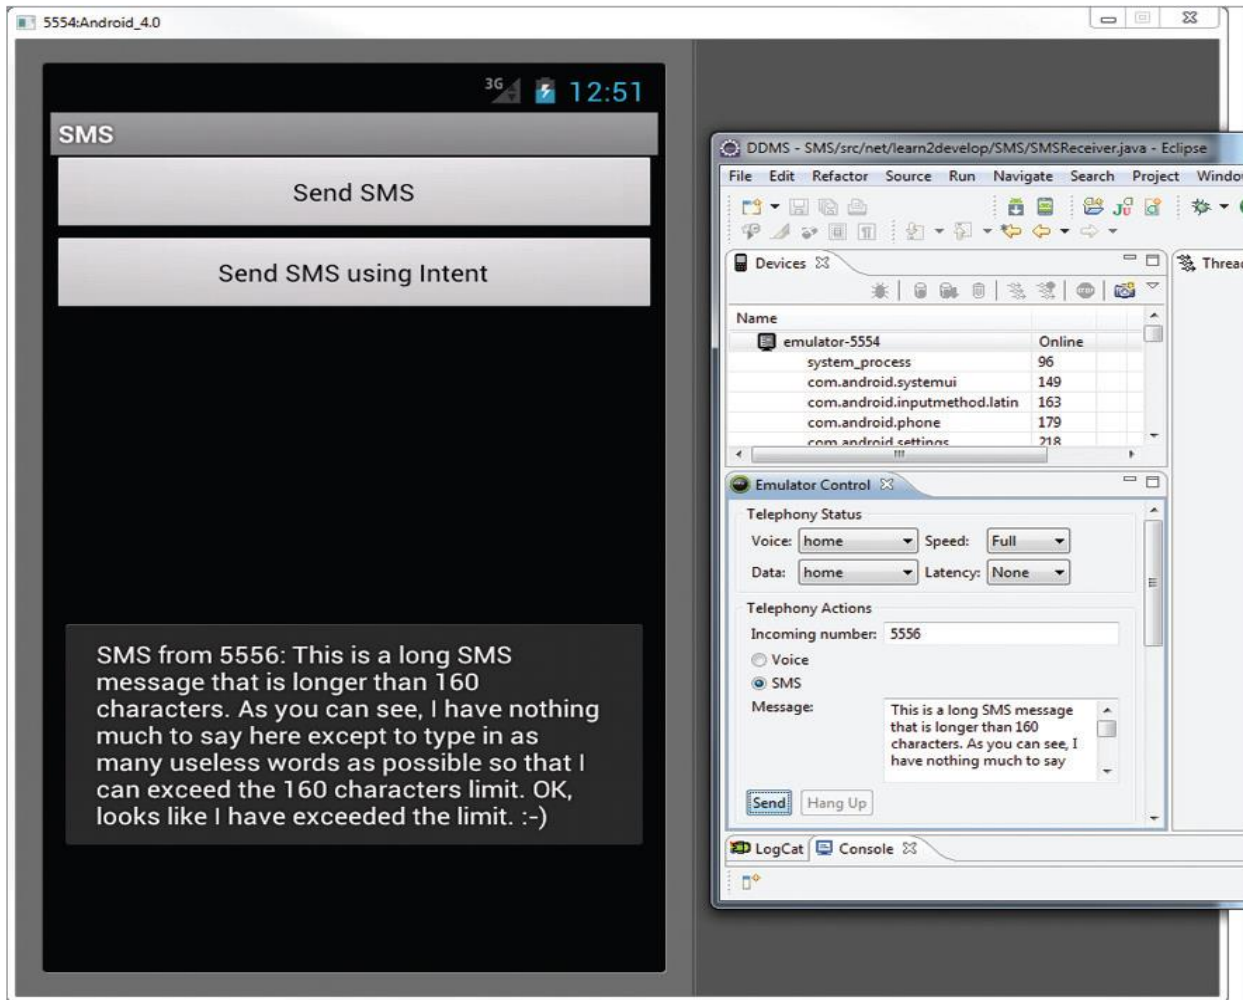 5554:Android_4.0
3G 12:51
SMS
Send SMS
Send SMS using Intent
SMS from 5556: This is a long SMS
message that is longer than 160
characters. As you can see, I have nothing
much to say here except to type in as
many useless words as possible so that I
can exceed the 160 characters limit. OK,
looks like I have exceeded the limit. :-)
DDMS - SMS/src/net/learn2develop/SMS/SMSReceiver.java - Eclipse
File Edit Refactor Source Run Navigate Search Project Window
Devices
Threac
Name
emulator-5554 Online
system_process 96
com.android.systemui 149
com.android.inputmethod.latin 163
com.android.phone 179
com.android.settings 218
Emulator Control
Telephony Status
Voice: home Speed: Full
Data: home Latency: None
Telephony Actions
Incoming number: 5556
Voice
SMS
Message: This is a long SMS message
that is longer than 160
characters. As you can see, I
have nothing much to say
Send Hang Up
LogCat Console